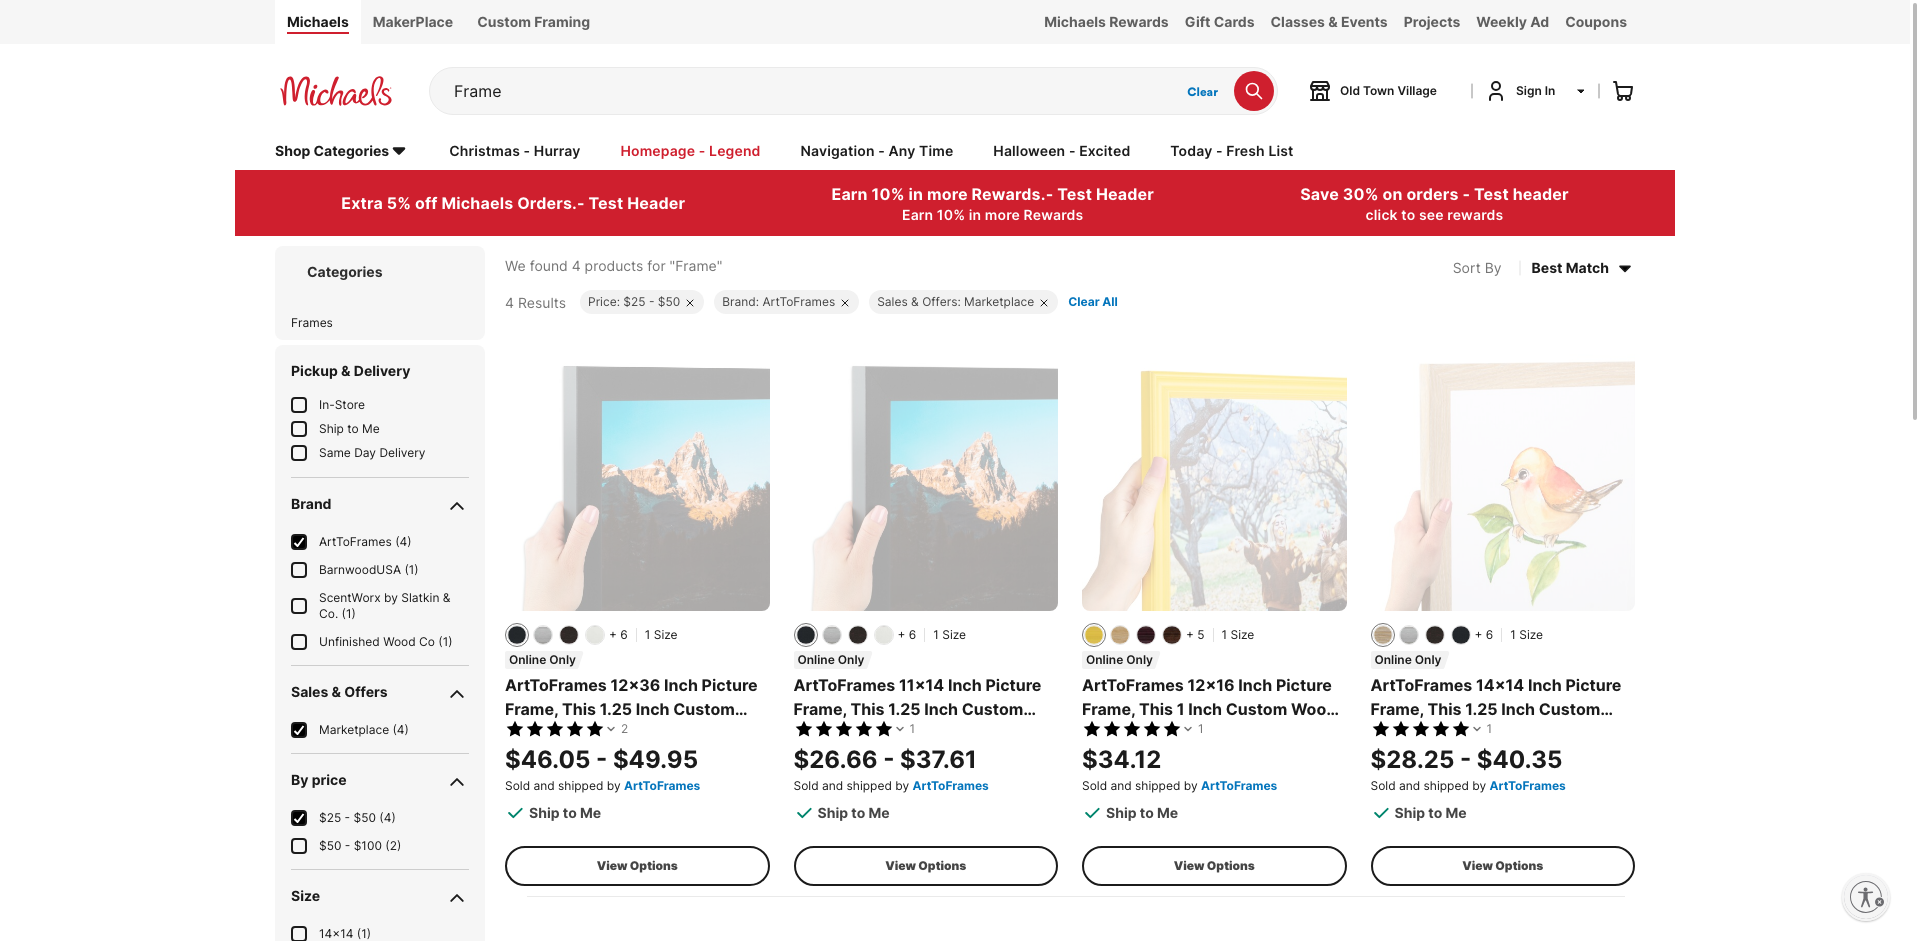 Michaels
MakerPlace
Custom Framing
Michaels Rewards
Gift Cards
Classes & Events
Projects
Weekly Ad
Coupons
Michaels
Frame
Clear
Old Town Village
Sign In
Shop Categories
Christmas - Hurray
Homepage - Legend
Navigation - Any Time
Halloween - Excited
Today - Fresh List
Extra 5% off Michaels Orders.- Test Header
Earn 10% in more Rewards.- Test Header
Earn 10% in more Rewards
Save 30% on orders - Test header
click to see rewards
Categories
Frames
Pickup & Delivery
In-Store
Ship to Me
Same Day Delivery
Brand
ArtToFrames (4)
BarnwoodUSA (1)
ScentWorx by Slatkin &
Co. (1)
Unfinished Wood Co (1)
Sales & Offers
Marketplace (4)
By price
$25 - $50 (4)
$50 - $100 (2)
Size
14x14 (1)
We found 4 products for "Frame"
Sort By
Best Match
4 Results
Price: $25 - $50
Brand: ArtToFrames
Sales & Offers: Marketplace
Clear All
+ 6 1 Size
Online Only
ArtToFrames 12x36 Inch Picture
Frame, This 1.25 Inch Custom...
2
$46.05 - $49.95
Sold and shipped by ArtToFrames
Ship to Me
View Options
+ 6 1 Size
Online Only
ArtToFrames 11x14 Inch Picture
Frame, This 1.25 Inch Custom...
1
$26.66 - $37.61
Sold and shipped by ArtToFrames
Ship to Me
View Options
+ 5 1 Size
Online Only
ArtToFrames 12x16 Inch Picture
Frame, This 1 Inch Custom Woo...
1
$34.12
Sold and shipped by ArtToFrames
Ship to Me
View Options
+ 6 1 Size
Online Only
ArtToFrames 14x14 Inch Picture
Frame, This 1.25 Inch Custom...
1
$28.25 - $40.35
Sold and shipped by ArtToFrames
Ship to Me
View Options